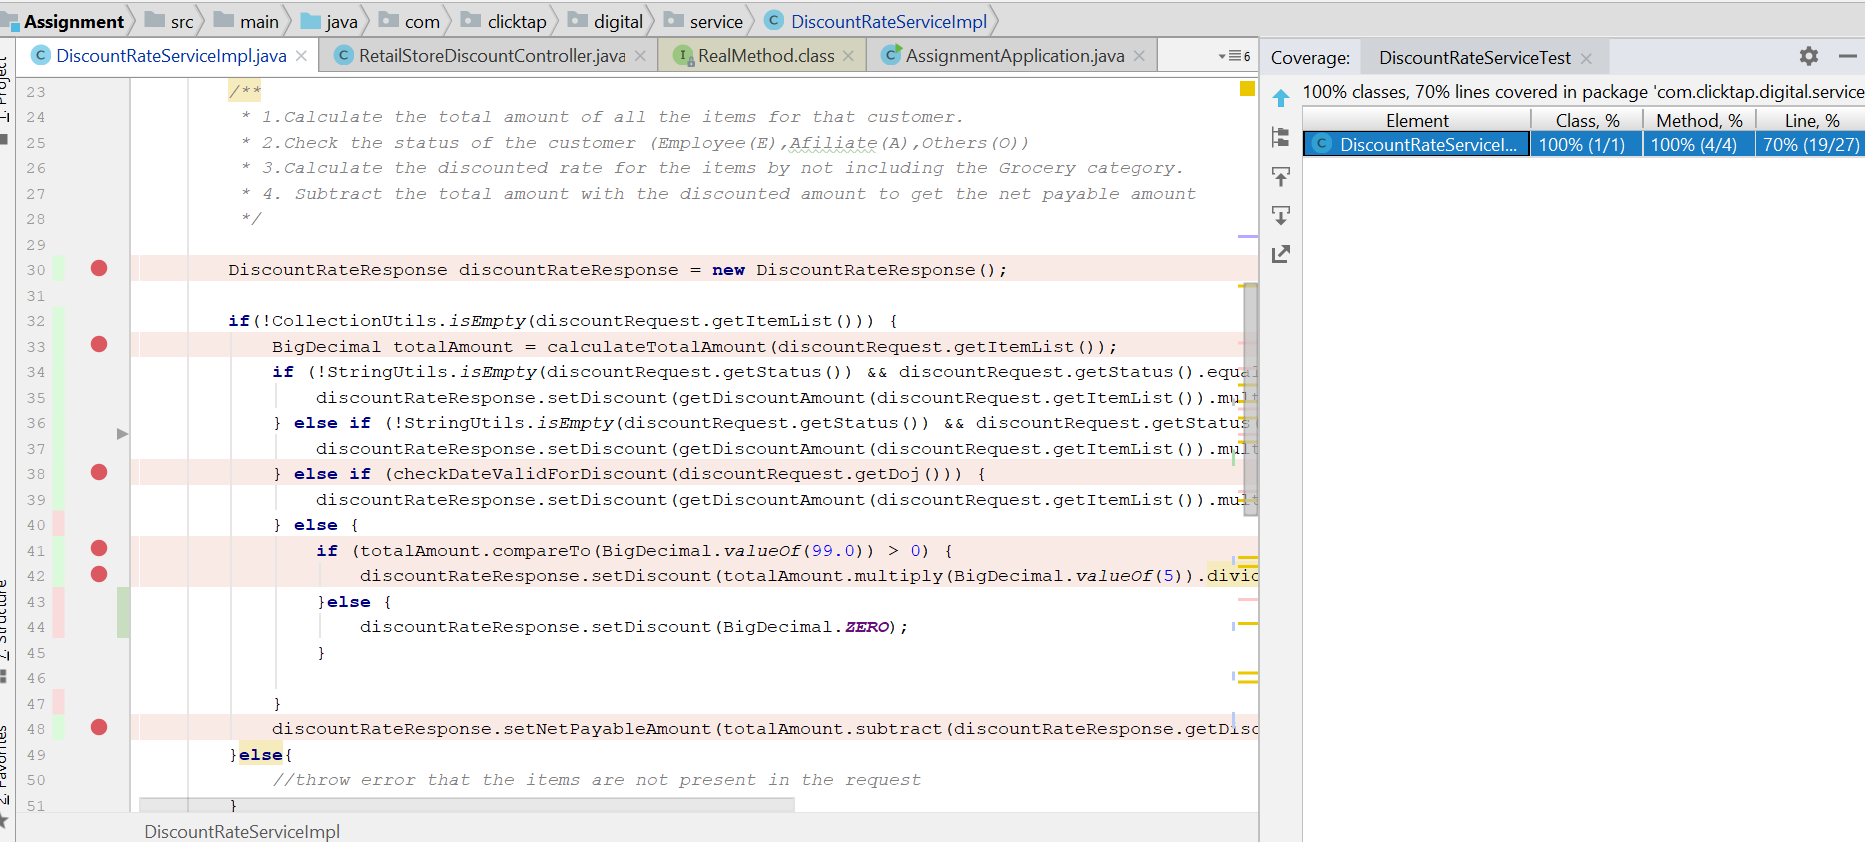 Assignment src main java com clicktap digital service DiscountRateServiceImpl
DiscountRateServiceImpl.java RetailStoreDiscountController.java RealMethod.class AssignmentApplication.java 6
Coverage: DiscountRateServiceTest
100% classes, 70% lines covered in package 'com.clicktap.digital.service
Element Class, % Method, % Line, %
DiscountRateServiceI... 100% (1/1) 100% (4/4) 70% (19/27)
23 /**
24 * 1.Calculate the total amount of all the items for that customer.
25 * 2.Check the status of the customer (Employee(E),Afiliate(A),Others(O))
26 * 3.Calculate the discounted rate for the items by not including the Grocery category.
27 * 4. Subtract the total amount with the discounted amount to get the net payable amount
28 */
29
30 DiscountRateResponse discountRateResponse = new DiscountRateResponse();
31
32 if(!CollectionUtils.isEmpty(discountRequest.getItemList())) {
33 BigDecimal totalAmount = calculateTotalAmount(discountRequest.getItemList());
34 if (!StringUtils.isEmpty(discountRequest.getStatus()) && discountRequest.getStatus().equal
35 discountRateResponse.setDiscount(getDiscountAmount(discountRequest.getItemList()).mult
36 } else if (!StringUtils.isEmpty(discountRequest.getStatus()) && discountRequest.getStatus(
37 discountRateResponse.setDiscount(getDiscountAmount(discountRequest.getItemList()).mult
38 } else if (checkDateValidForDiscount(discountRequest.getDoj())) {
39 discountRateResponse.setDiscount(getDiscountAmount(discountRequest.getItemList()).mult
40 } else {
41 if (totalAmount.compareTo(BigDecimal.valueOf(99.0)) > 0) {
42 discountRateResponse.setDiscount(totalAmount.multiply(BigDecimal.valueOf(5)).divid
43 }else {
44 discountRateResponse.setDiscount(BigDecimal.ZERO);
45 }
46
47 }
48 discountRateResponse.setNetPayableAmount(totalAmount.subtract(discountRateResponse.getDisc
49 }else{
50 //throw error that the items are not present in the request
51 }
DiscountRateServiceImpl
Project
7: Structure
2: Favorites